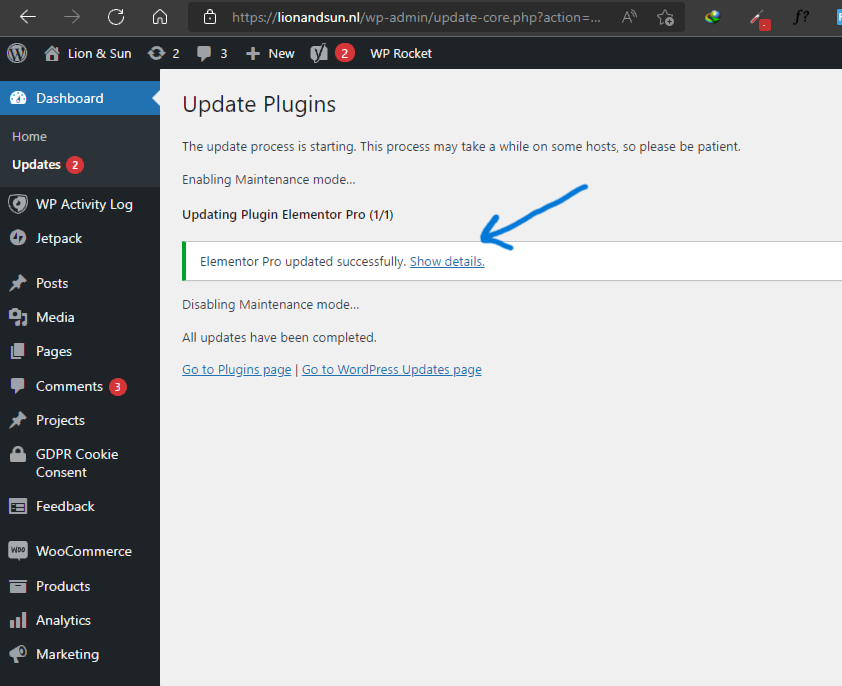 https://lionandsun.nl/wp-admin/update-core.php?action=...
Lion & Sun 2 3 New 2 WP Rocket
Dashboard
Home
Updates 2
WP Activity Log
Jetpack
Posts
Media
Pages
Comments 3
Projects
GDPR Cookie
Consent
Feedback
WooCommerce
Products
Analytics
Marketing
Update Plugins
The update process is starting. This process may take a while on some hosts, so please be patient.
Enabling Maintenance mode…
Updating Plugin Elementor Pro (1/1)
Elementor Pro updated successfully. Show details.
Disabling Maintenance mode…
All updates have been completed.
Go to Plugins page | Go to WordPress Updates page